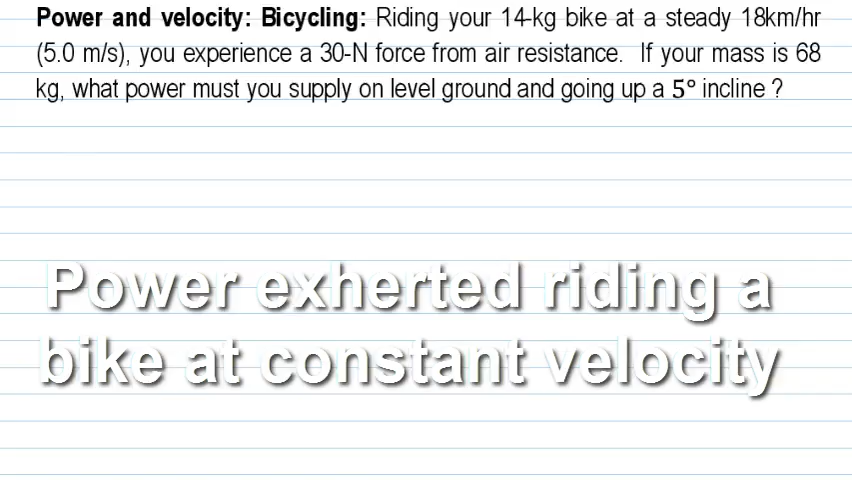 Power and velocity: Bicycling: Riding your 14-kg bike at a steady 18km/hr
(5.0 m/s), you experience a 30-N force from air resistance. If your mass is 68
kg, what power must you supply on level ground and going up a 5° incline ?
Power exherted riding a
bike at constant velocity